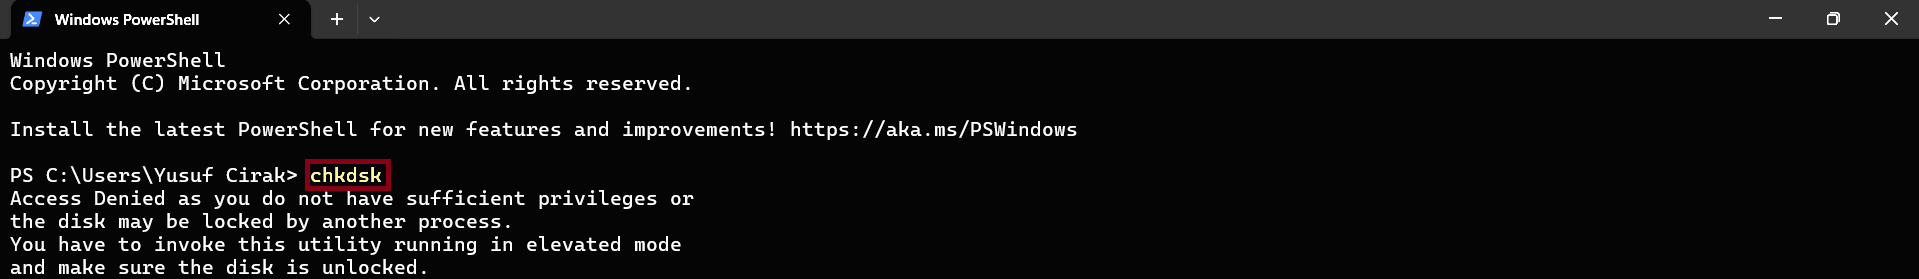 Windows PowerShell
Windows PowerShell
Copyright (C) Microsoft Corporation. All rights reserved.
Install the latest PowerShell for new features and improvements! https://aka.ms/PSWindows
PS C:\Users\Yusuf Cirak> chkdsk
Access Denied as you do not have sufficient privileges or
the disk may be locked by another process.
You have to invoke this utility running in elevated mode
and make sure the disk is unlocked.